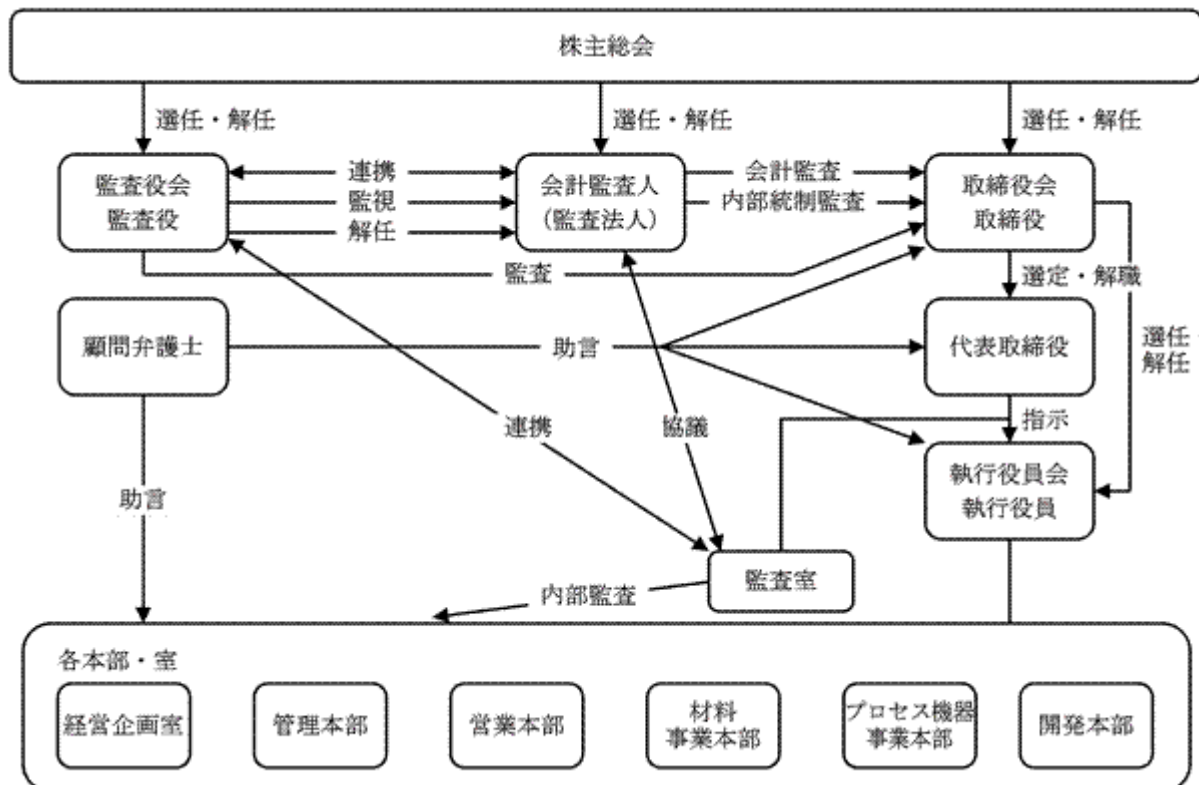 株主総会
選任・解任
選任・解任
選任・解任
監査役会
監査役
連携
監視
解任
会計監査人
(監査法人)
会計監査
内部統制監査
取締役会
取締役
監査
選定・解職
顧問弁護士
助言
代表取締役
選任・
解任
連携
協議
指示
執行役員会
執行役員
助言
監査室
内部監査
各本部・室
経営企画室
管理本部
営業本部
材料
事業本部
プロセス機器
事業本部
開発本部